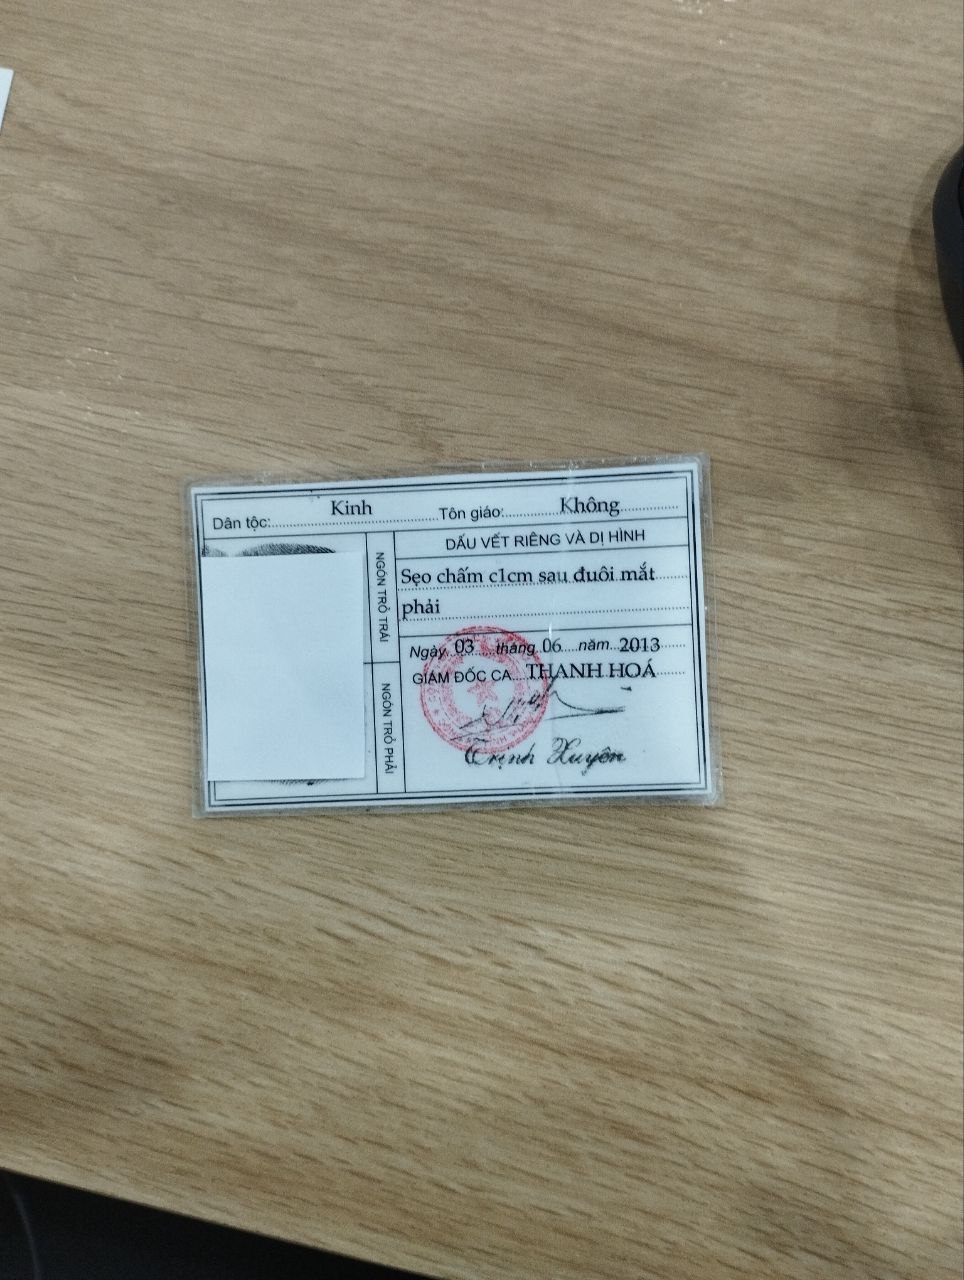 Dân tộc: Kinh Tôn giáo: Không
NGÓN TRỎ TRÁI
NGÓN TRỎ PHẢI
DẤU VẾT RIÊNG VÀ DỊ HÌNH
Sẹo chấm c1cm sau đuôi mắt
phải
Ngày 03 tháng 06 năm 2013
GIÁM ĐỐC CA THANH HOÁ
Trịnh Xuyên